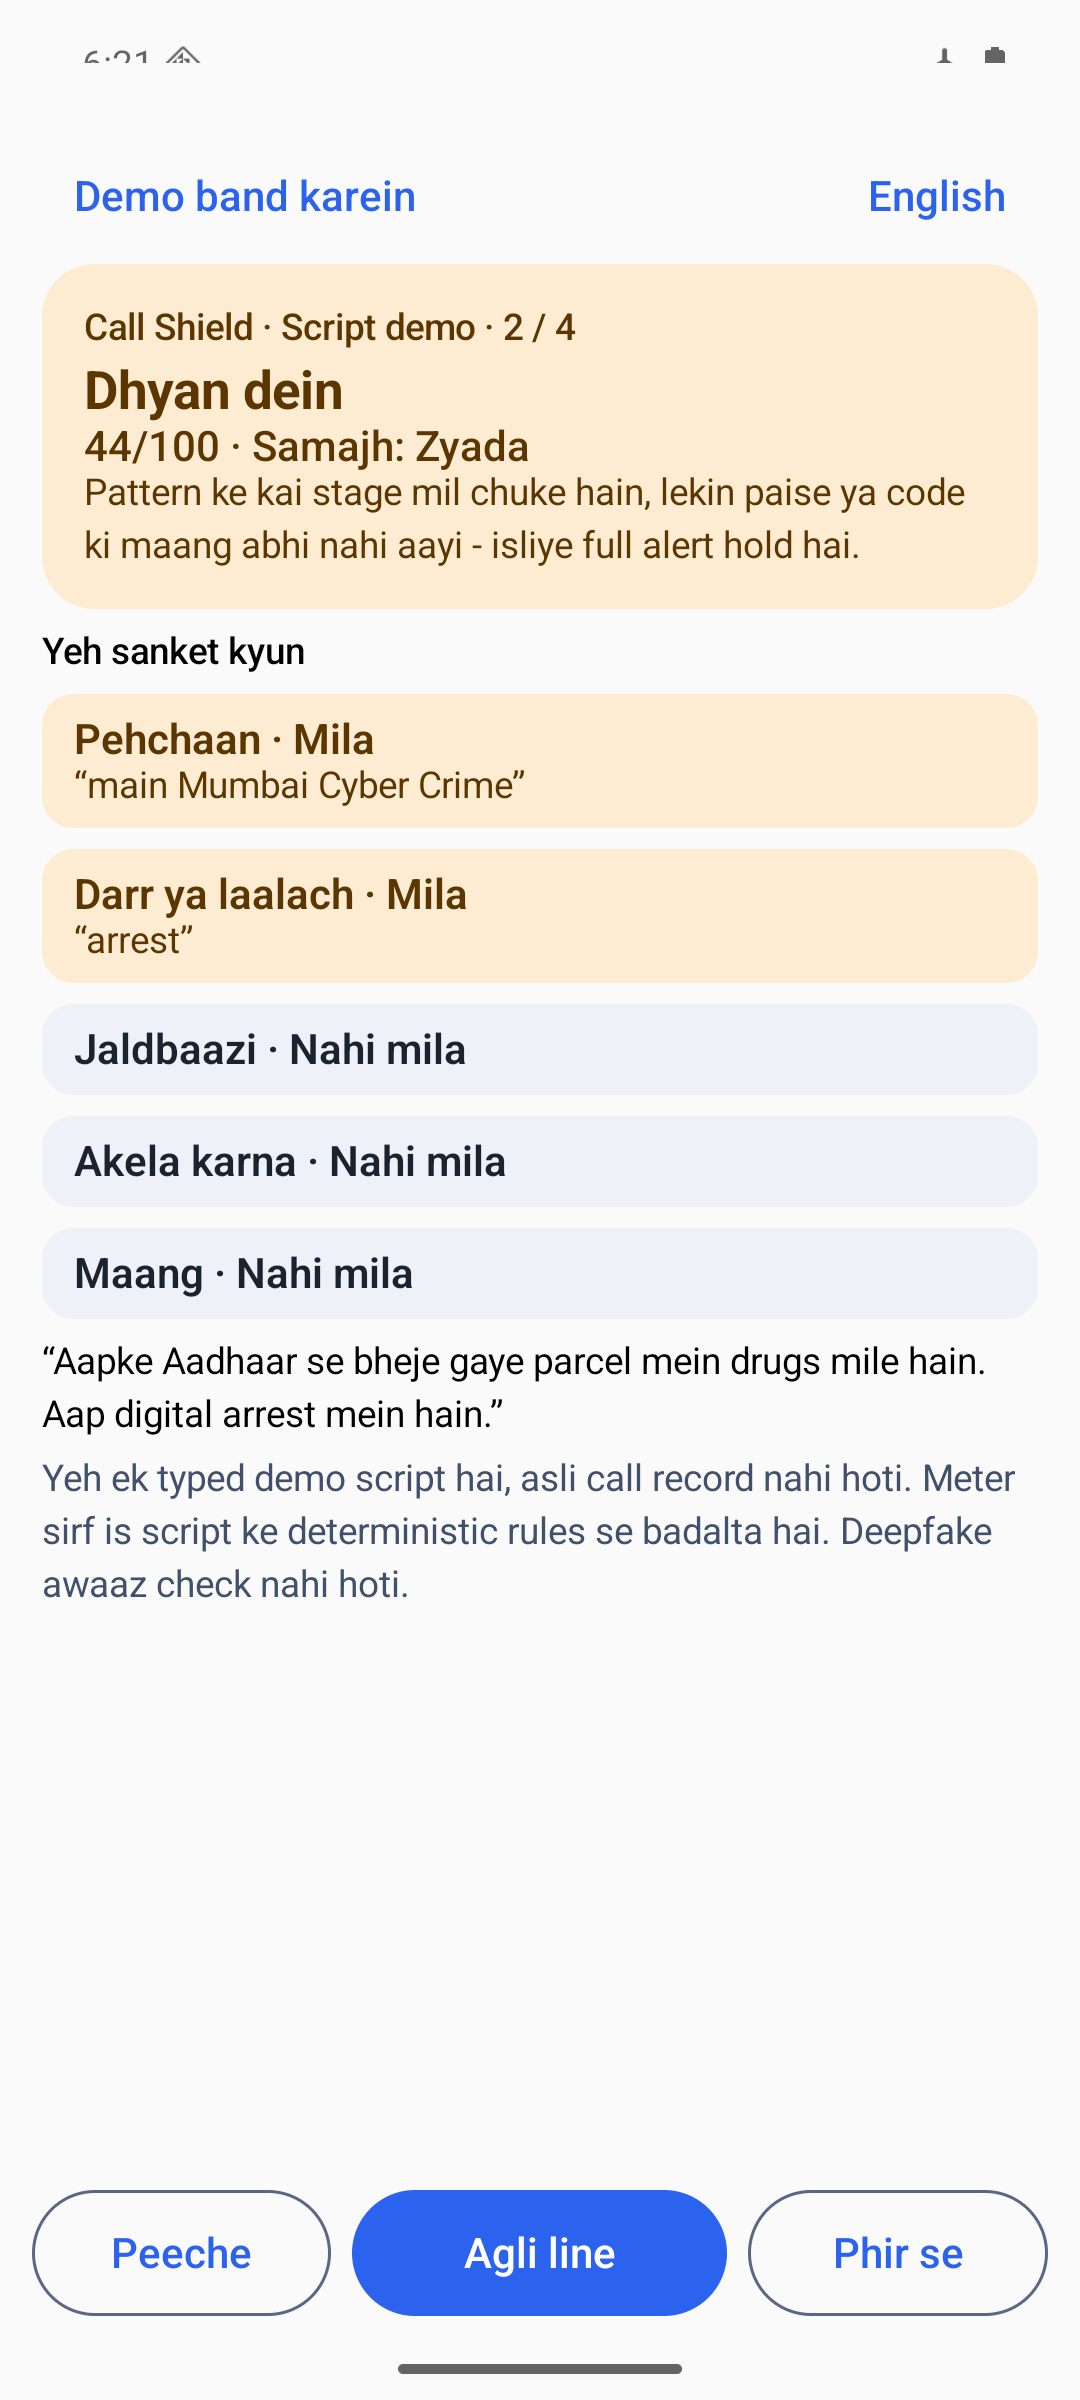 Demo band karein
English
Call Shield · Script demo · 2 / 4
Dhyan dein
44/100 · Samajh: Zyada
Pattern ke kai stage mil chuke hain, lekin paise ya code
ki maang abhi nahi aayi - isliye full alert hold hai.
Yeh sanket kyun
Pehchaan · Mila
“main Mumbai Cyber Crime”
Darr ya laalach · Mila
“arrest”
Jaldbaazi · Nahi mila
Akela karna · Nahi mila
Maang · Nahi mila
“Aapke Aadhaar se bheje gaye parcel mein drugs mile hain.
Aap digital arrest mein hain.”
Yeh ek typed demo script hai, asli call record nahi hoti. Meter
sirf is script ke deterministic rules se badalta hai. Deepfake
awaaz check nahi hoti.
Peeche
Agli line
Phir se